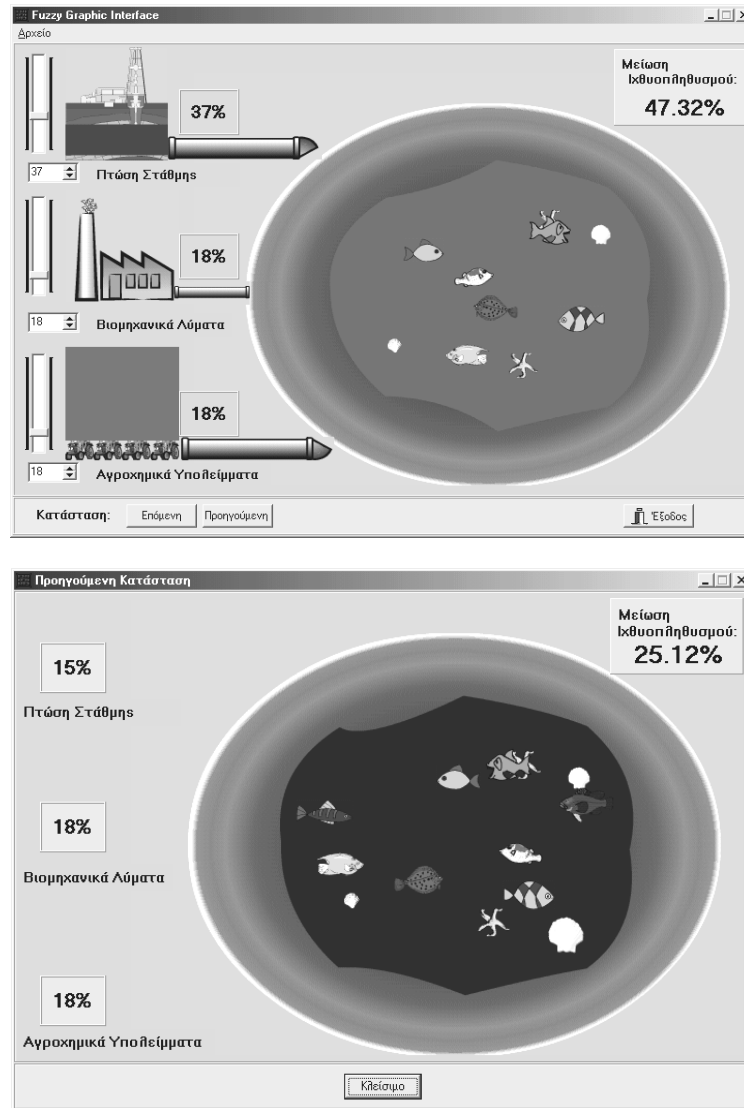 Fuzzy Graphic Interface
Αρχείο
Μείωση
Ιχθυοπληθυσμού:
47.32%
37%
37
Πτώση Στάθμης
18%
18
Βιομηχανικά Λύματα
18%
18
Αγροχημικά Υπολείμματα
Κατάσταση:
Επόμενη
Προηγούμενη
Έξοδος
Προηγούμενη Κατάσταση
Μείωση
Ιχθυοπληθυσμού:
25.12%
15%
Πτώση Στάθμης
18%
Βιομηχανικά Λύματα
18%
Αγροχημικά Υπολείμματα
Κλείσιμο